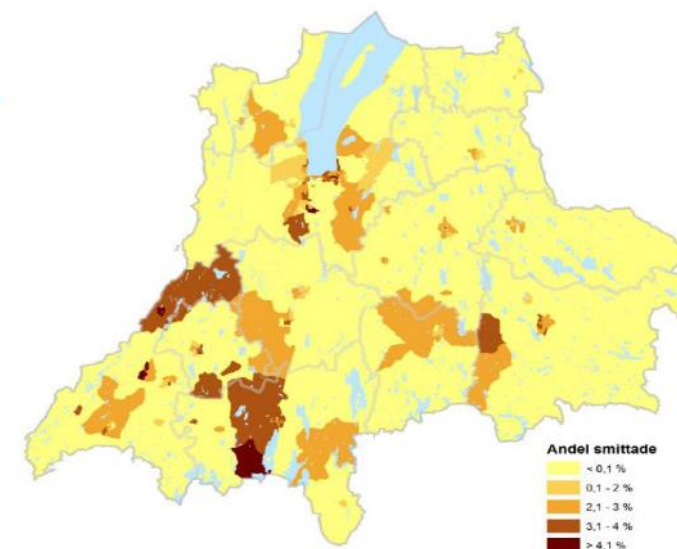 Andel smittade
< 0,1 %
0,1 - 2 %
2,1 - 3 %
3,1 - 4 %
> 4,1 %